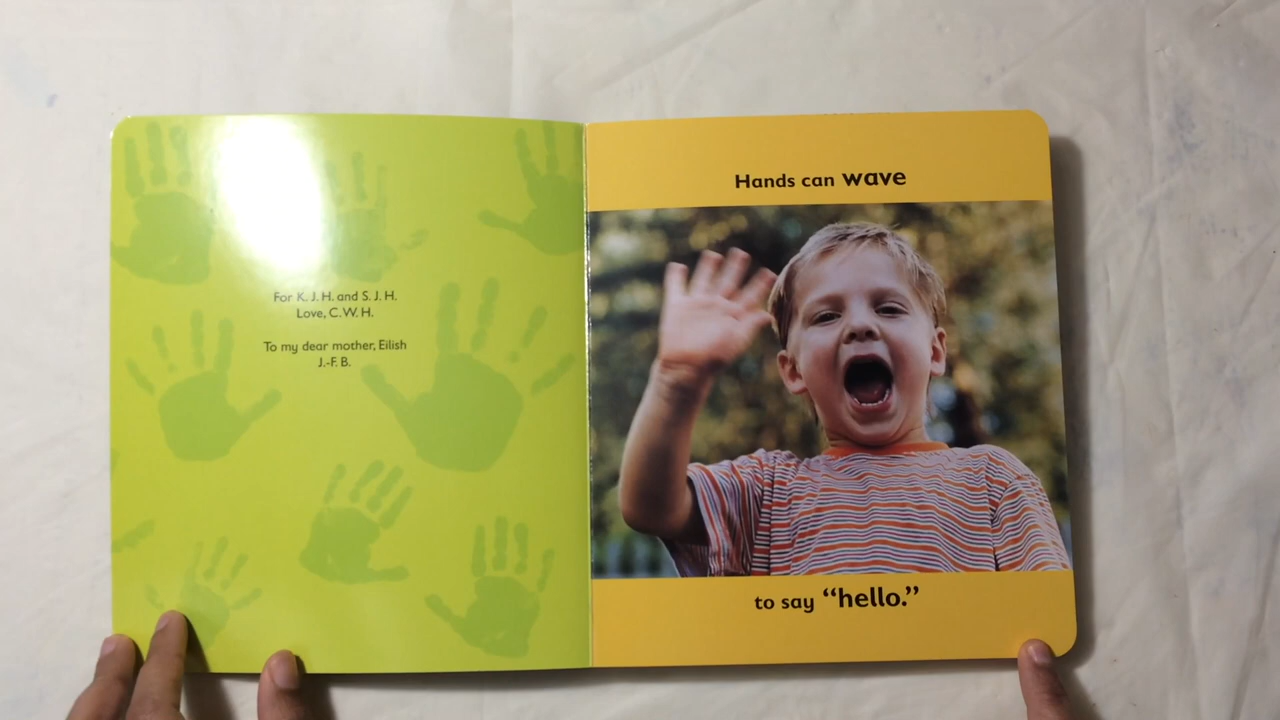 For K. J. H. and S. J. H.
Love, C. W. H.
To my dear mother, Eilish
J.-F. B.
Hands can wave
to say “hello.”